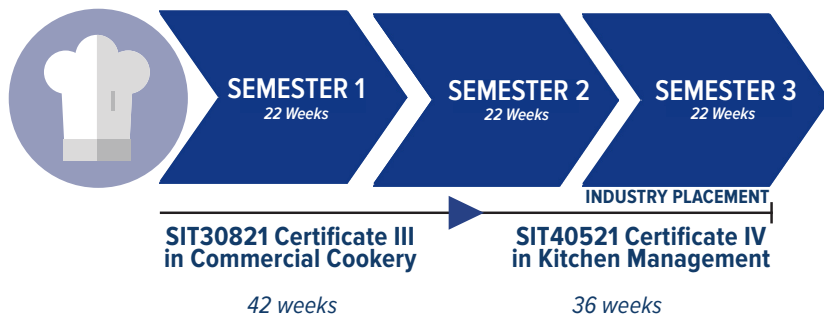 SEMESTER 1
22 Weeks
SEMESTER 2
22 Weeks
SEMESTER 3
22 Weeks
INDUSTRY PLACEMENT
SIT30821 Certificate III
in Commercial Cookery
42 weeks
SIT40521 Certificate IV
in Kitchen Management
36 weeks